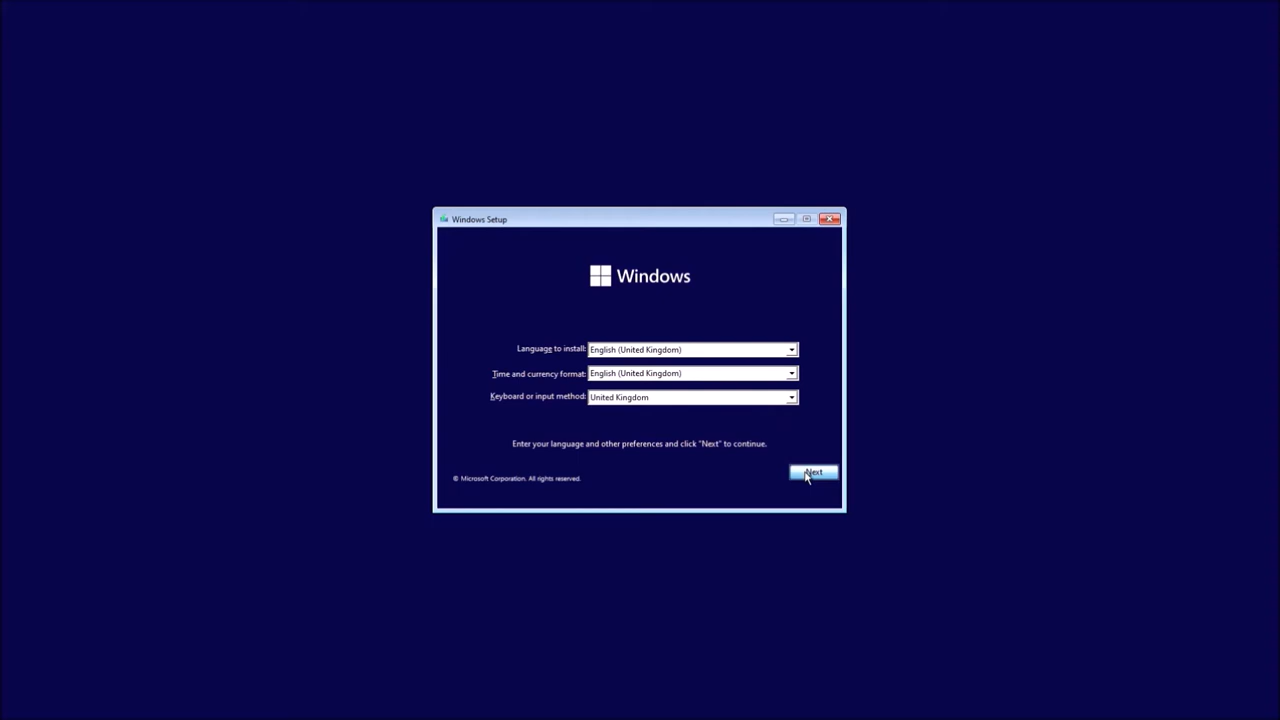 Windows Setup
Windows
Language to install: English (United Kingdom)
Time and currency format: English (United Kingdom)
Keyboard or input method: United Kingdom
Enter your language and other preferences and click "Next" to continue.
Next
© Microsoft Corporation. All rights reserved.